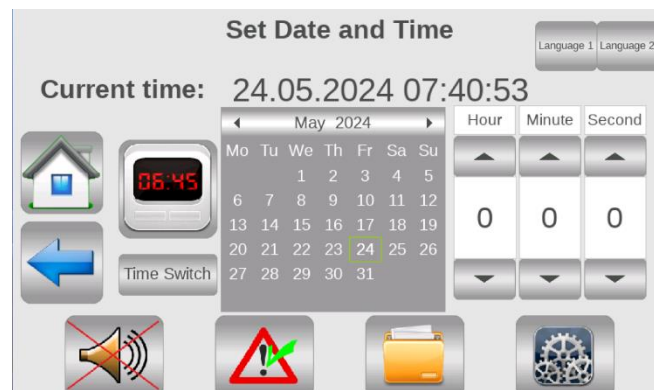 Set Date and Time
Language 1 Language 2
Current time: 24.05.2024 07:40:53
May 2024
Hour Minute Second
Mo Tu We Th Fr Sa Su
1 2 3 4 5
6 7 8 9 10 11 12
13 14 15 16 17 18 19
20 21 22 23 24 25 26
27 28 29 30 31
06:45
0 0 0
Time Switch